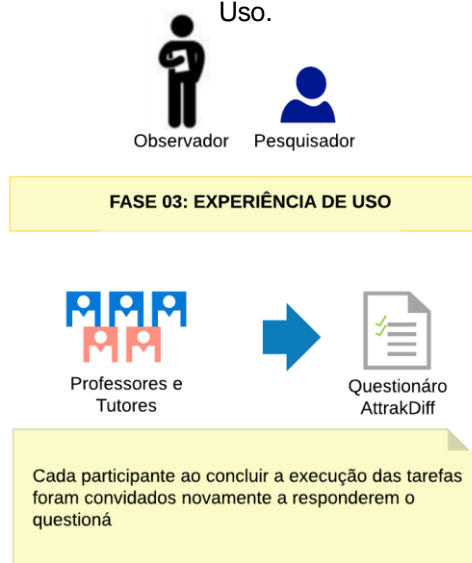 Uso.
Observador
Pesquisador
FASE 03: EXPERIÊNCIA DE USO
Professores e
Tutores
Questionáro
AttrakDiff
Cada participante ao concluir a execução das tarefas
foram convidados novamente a responderem o
questioná